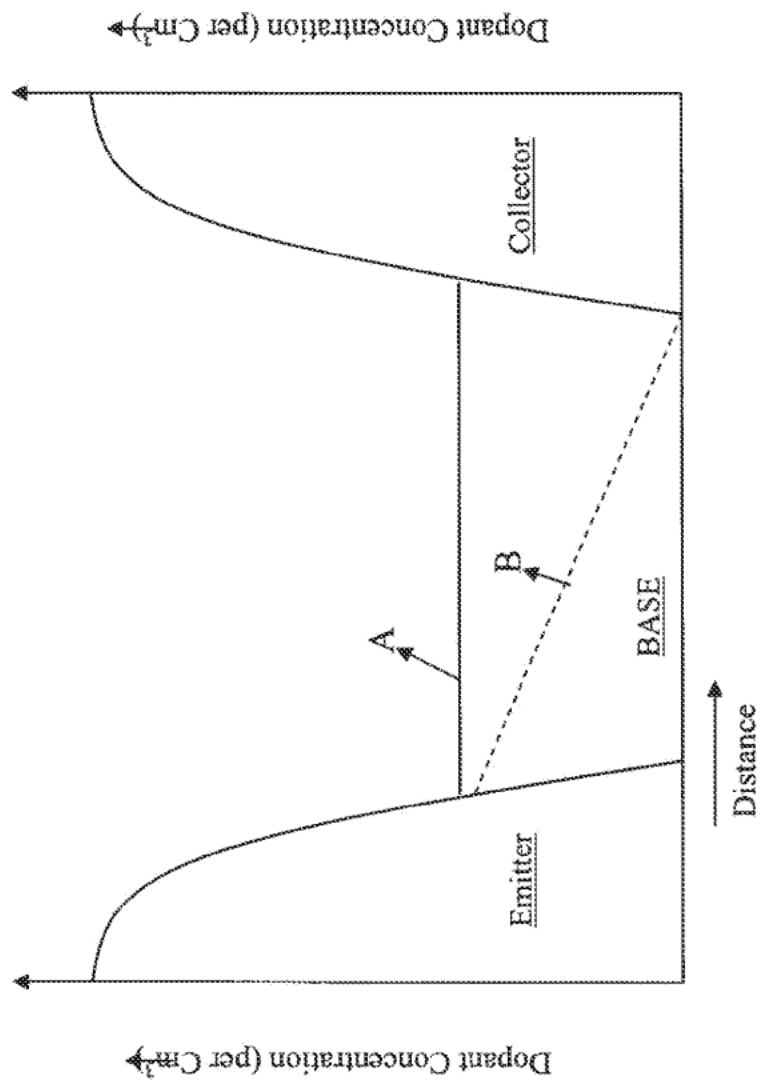 Dopant Concentration (per Cm³)
Dopant Concentration (per Cm³)
Emitter
Collector
A
B
BASE
Distance